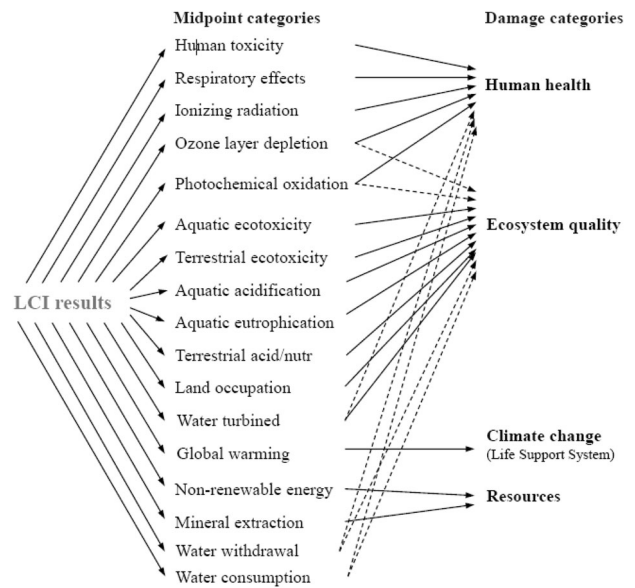 Midpoint categories
Damage categories
Human toxicity
Respiratory effects
Human health
Ionizing radiation
Ozone layer depletion
Photochemical oxidation
Aquatic ecotoxicity
Ecosystem quality
Terrestrial ecotoxicity
LCI results
Aquatic acidification
Aquatic eutrophication
Terrestrial acid/nutr
Land occupation
Water turbined
Climate change
(Life Support System)
Global warming
Non-renewable energy
Resources
Mineral extraction
Water withdrawal
Water consumption